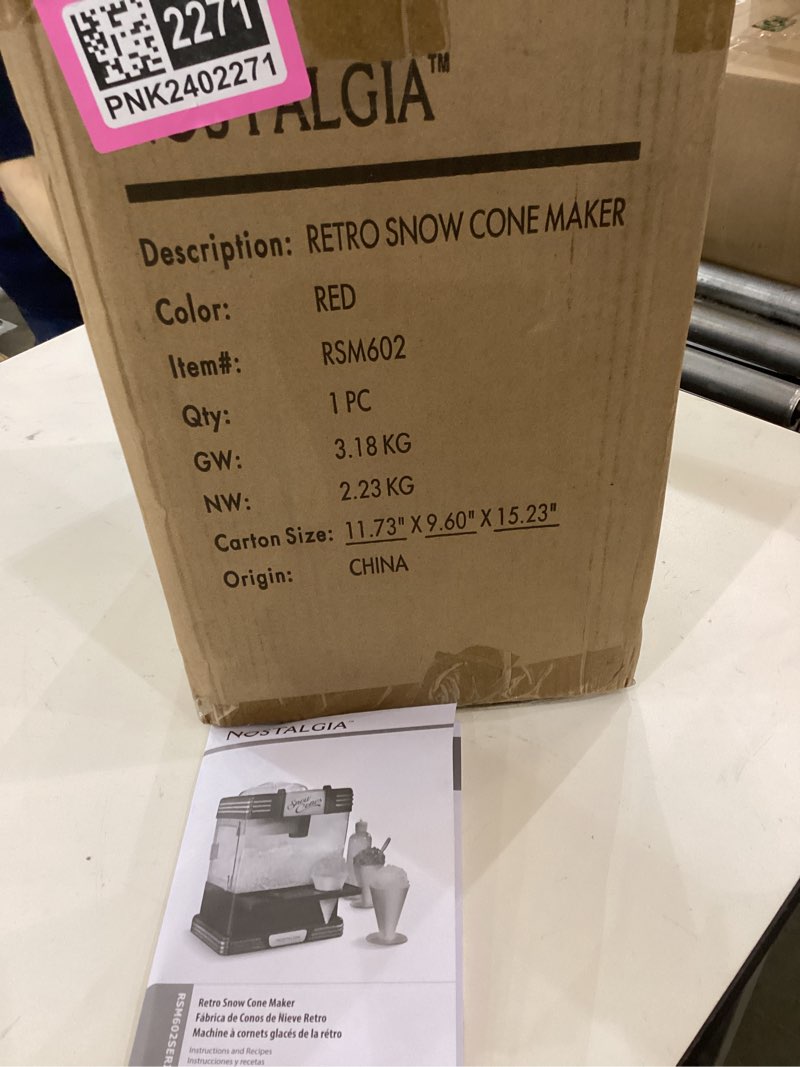 2271
PNK2402271
NOSTALGIA™
Description: RETRO SNOW CONE MAKER
Color: RED
Item#: RSM602
Qty: 1 PC
GW: 3.18 KG
NW: 2.23 KG
Carton Size: 11.73" X 9.60" X 15.23"
Origin: CHINA
NOSTALGIA™
Snow Cone
NOSTALGIA
RSM602SER
Retro Snow Cone Maker
Fábrica de Conos de Nieve Retro
Machine à cornets glacés de la rétro
Instructions and Recipes
Instrucciones y recetas